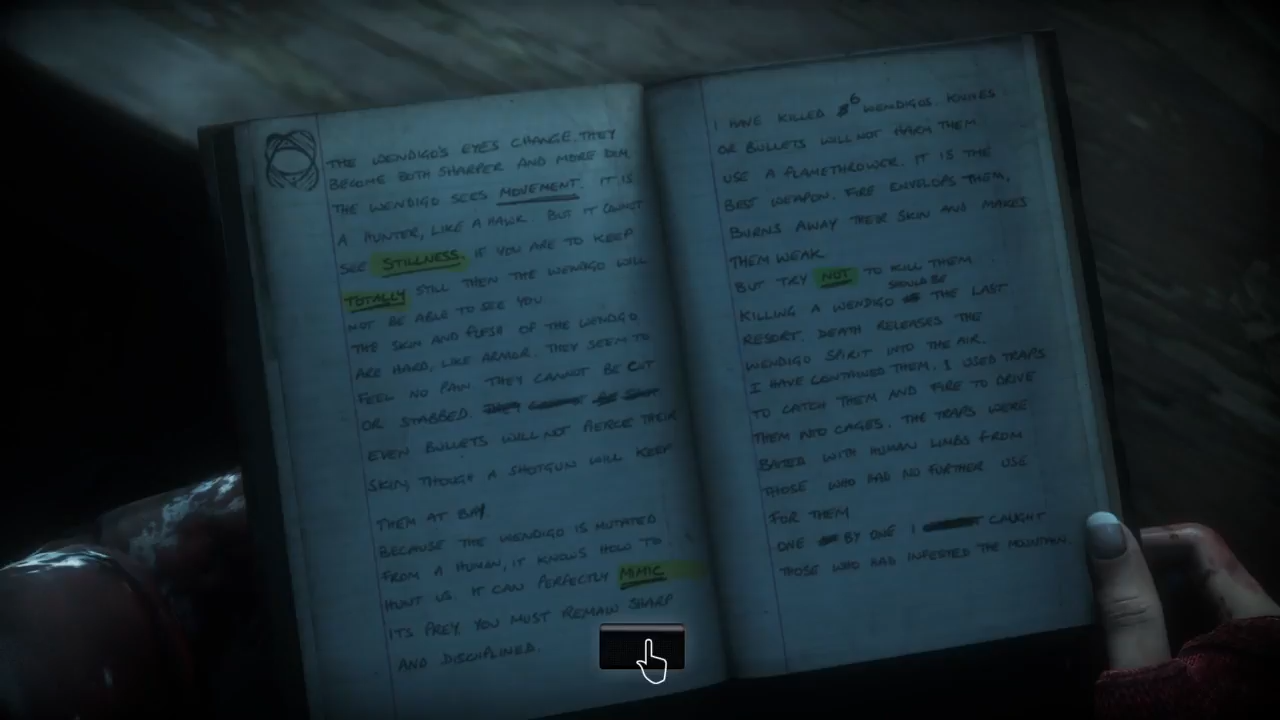 THE WENDIGO'S EYES CHANGE. THEY
BECOME BOTH SHARPER AND MORE DIM.
THE WENDIGO SEES MOVEMENT. IT IS
A HUNTER, LIKE A HAWK. BUT IT CANNOT
SEE STILLNESS. IF YOU ARE TO KEEP
TOTALLY STILL THEN THE WENDIGO WILL
NOT BE ABLE TO SEE YOU
THE SKIN AND FLESH OF THE WENDIGO
ARE HARD, LIKE ARMOR. THEY SEEM TO
FEEL NO PAIN. THEY CANNOT BE CUT
OR STABBED. THEY CANNOT BE SHOT
EVEN BULLETS WILL NOT PIERCE THEIR
SKIN, THOUGH A SHOTGUN WILL KEEP
THEM AT BAY.
BECAUSE THE WENDIGO IS MUTATED
FROM A HUMAN, IT KNOWS HOW TO
HUNT US. IT CAN PERFECTLY MIMIC
ITS PREY. YOU MUST REMAIN SHARP
AND DISCIPLINED.
I HAVE KILLED 6 WENDIGOS. KNIVES
OR BULLETS WILL NOT HARM THEM.
USE A FLAMETHROWER. IT IS THE
BEST WEAPON. FIRE ENVELOPS THEM,
BURNS AWAY THEIR SKIN AND MAKES
THEM WEAK.
BUT TRY NOT TO KILL THEM
SHOULD BE
KILLING A WENDIGO THE LAST
RESORT. DEATH RELEASES THE
WENDIGO SPIRIT INTO THE AIR.
I HAVE CONTAINED THEM. I USED TRAPS
TO CATCH THEM AND FIRE TO DRIVE
THEM INTO CAGES. THE TRAPS WERE
BAITED WITH HUMAN LIMBS FROM
THOSE WHO HAD NO FURTHER USE
FOR THEM
ONE BY ONE I CAUGHT
THOSE WHO HAD INFESTED THE MOUNTAIN.